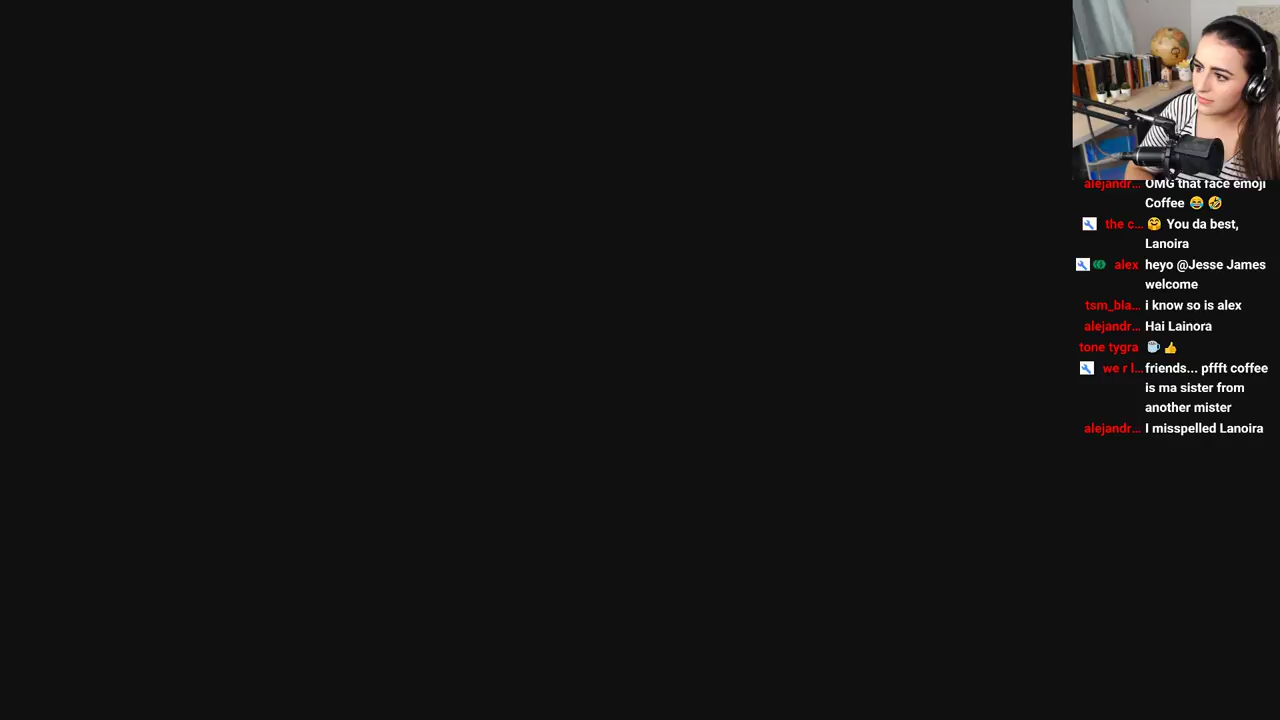 alejandr... OMG that face emoji
Coffee 😂 🤣
the c... 🤗 You da best,
Lanoira
alex heyo @Jesse James
welcome
tsm_bla... i know so is alex
alejandr... Hai Lainora
tone tygra ☕ 👍
we r l... friends... pffft coffee
is ma sister from
another mister
alejandr... I misspelled Lanoira